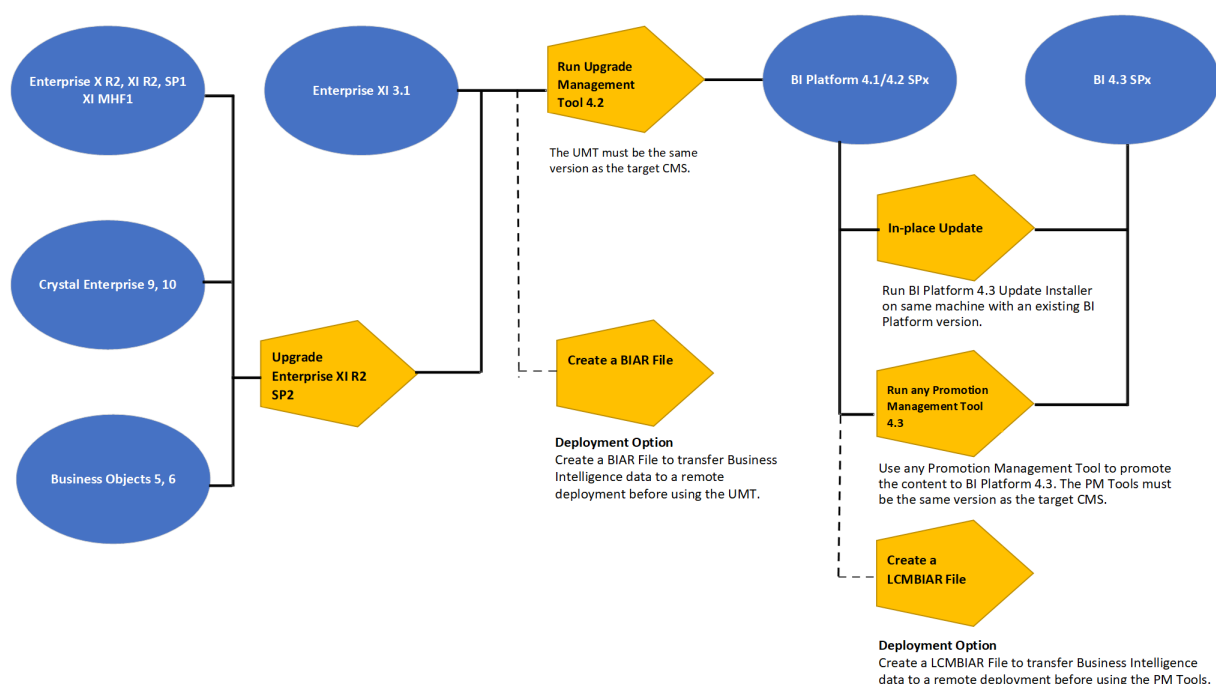 Enterprise X R2, XI R2, SP1
XI MHF1
Enterprise XI 3.1
Run Upgrade
Management
Tool 4.2
The UMT must be the same
version as the target CMS.
BI Platform 4.1/4.2 SPx
BI 4.3 SPx
In-place Update
Run BI Platform 4.3 Update Installer
on same machine with an existing BI
Platform version.
Crystal Enterprise 9, 10
Upgrade
Enterprise XI R2
SP2
Create a BIAR File
Deployment Option
Create a BIAR File to transfer Business
Intelligence data to a remote
deployment before using the UMT.
Run any Promotion
Management Tool
4.3
Use any Promotion Management Tool to promote
the content to BI Platform 4.3. The PM Tools must
be the same version as the target CMS.
Business Objects 5, 6
Create a
LCMBIAR File
Deployment Option
Create a LCMBIAR File to transfer Business Intelligence
data to a remote deployment before using the PM Tools.